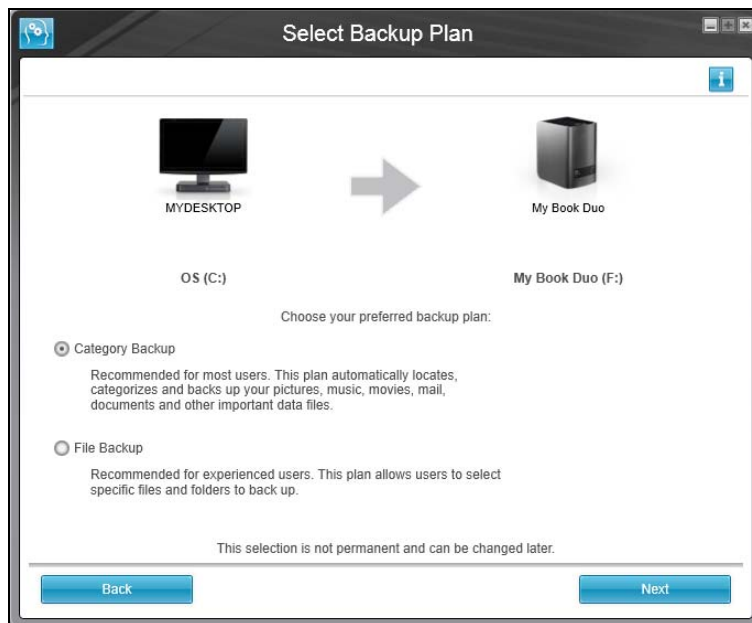 Select Backup Plan
MYDESKTOP
My Book Duo
OS (C:)
My Book Duo (F:)
Choose your preferred backup plan:
Category Backup
Recommended for most users. This plan automatically locates,
categorizes and backs up your pictures, music, movies, mail,
documents and other important data files.
File Backup
Recommended for experienced users. This plan allows users to select
specific files and folders to back up.
This selection is not permanent and can be changed later.
Back
Next